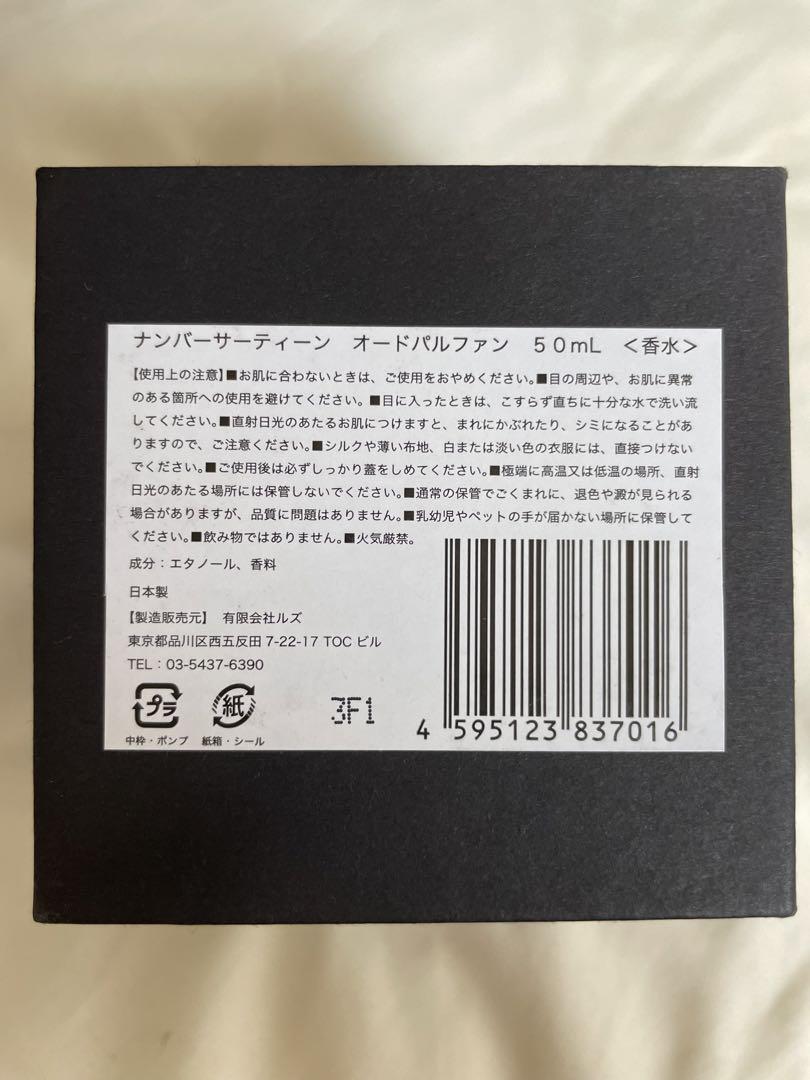 ナンバーサーティーン　オードパルファン　５０mL　＜香水＞
【使用上の注意】■お肌に合わないときは、ご使用をおやめください。■目の周辺や、お肌に異常
のある箇所への使用を避けてください。■目に入ったときは、こすらず直ちに十分な水で洗い流
してください。■直射日光のあたるお肌につけますと、まれにかぶれたり、シミになることがあ
りますので、ご注意ください。■シルクや薄い布地、白または淡い色の衣服には、直接つけない
でください。■ご使用後は必ずしっかり蓋をしめてください。■極端に高温又は低温の場所、直射
日光のあたる場所には保管しないでください。■通常の保管でごくまれに、退色や澱が見られる
場合がありますが、品質に問題はありません。■乳幼児やペットの手が届かない場所に保管して
ください。■飲み物ではありません。■火気厳禁。
成分：エタノール、香料
日本製
【製造販売元】　有限会社ルズ
東京都品川区西五反田 7-22-17 TOC ビル
TEL：03-5437-6390
プラ
紙
3F1
中枠・ポンプ
紙箱・シール
4 595123 837016